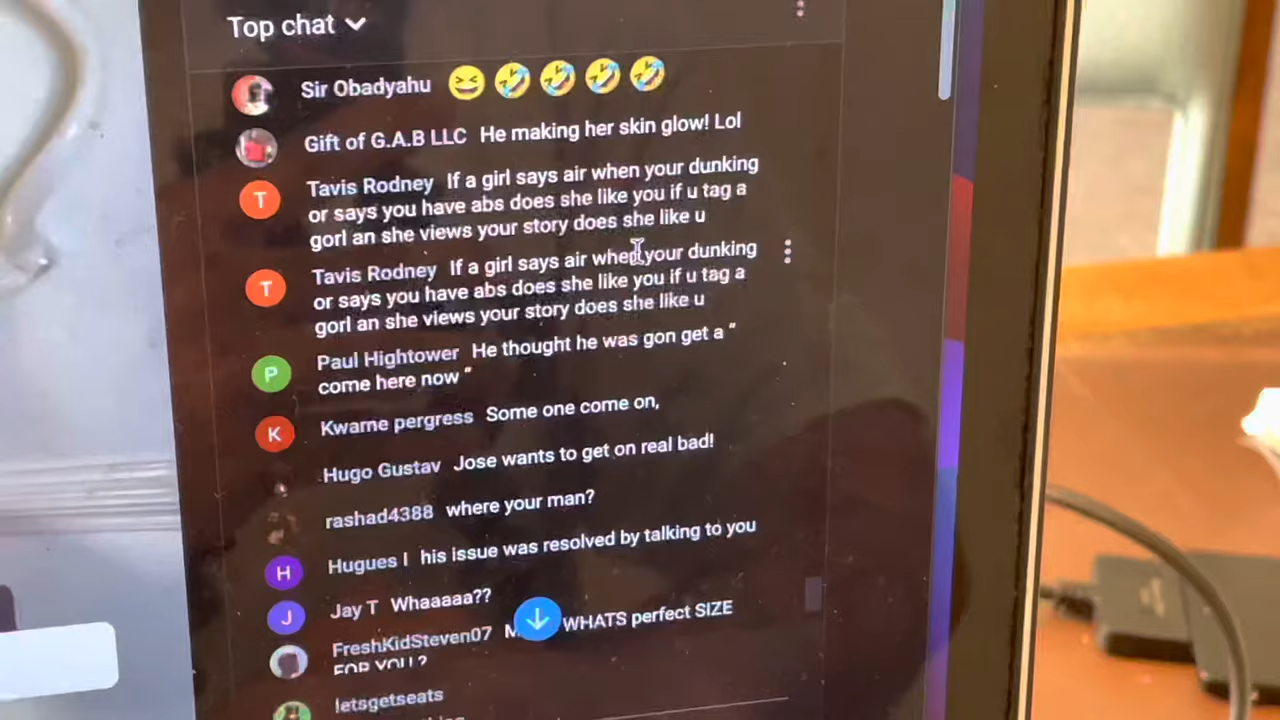 Top chat
Sir Obadyahu 😆🤣🤣🤣🤣
Gift of G.A.B LLC He making her skin glow! Lol
Tavis Rodney If a girl says air when your dunking
or says you have abs does she like you if u tag a
gorl an she views your story does she like u
Tavis Rodney If a girl says air when your dunking
or says you have abs does she like you if u tag a
gorl an she views your story does she like u
Paul Hightower He thought he was gon get a “
come here now “
Kwame pergress Some one come on,
Hugo Gustav Jose wants to get on real bad!
rashad4388 where your man?
Hugues I his issue was resolved by talking to you
Jay T Whaaaaa??
FreshKidSteven07 WHATS perfect SIZE
FOR YOU?
letsgetseats